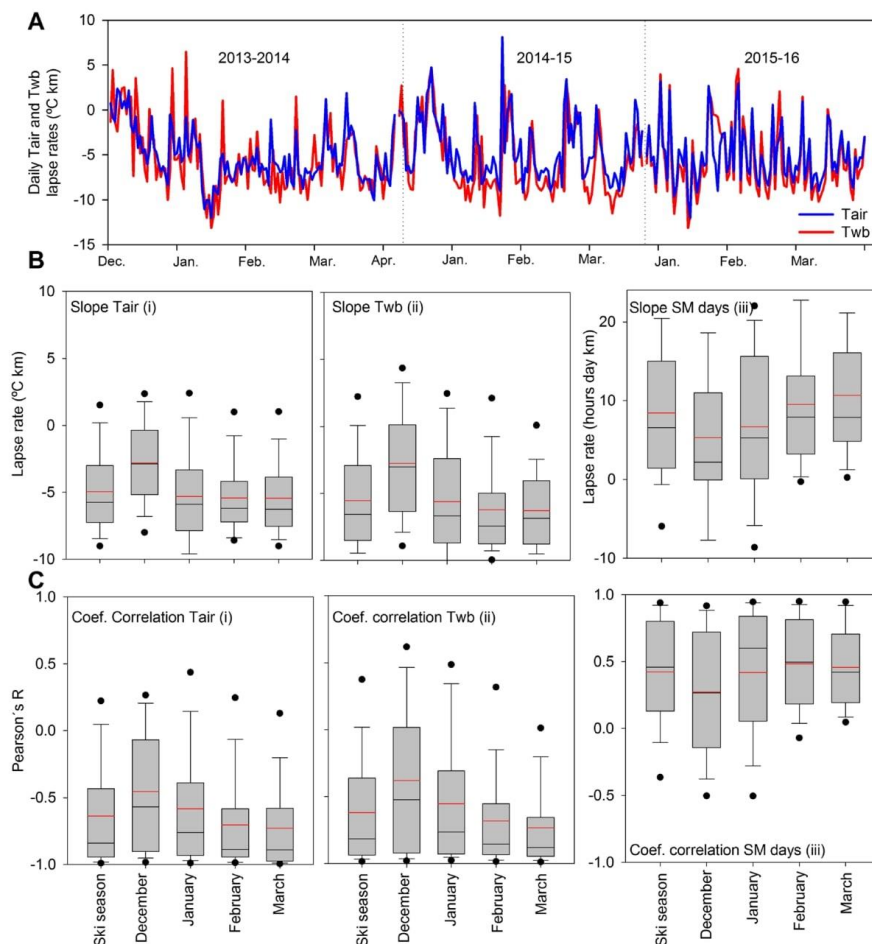 A
2013-2014
2014-15
2015-16
Daily Tair and Twb
lapse rates (ºC km)
10
5
0
-5
-10
-15
Tair
Twb
Dec.
Jan.
Feb.
Mar.
Apr.
Jan.
Feb.
Mar.
Jan.
Feb.
Mar.
B
Slope Tair (i)
Slope Twb (ii)
Slope SM days (iii)
Lapse rate (ºC km)
10
5
0
-5
-10
Lapse rate (hours day km)
20
10
0
-10
C
Coef. Correlation Tair (i)
Coef. correlation Twb (ii)
Coef. correlation SM days (iii)
Pearson´s R
1.0
0.5
0.0
-0.5
-1.0
1.0
0.5
0.0
-0.5
-1.0
Ski season
December
January
February
March
Ski season
December
January
February
March
Ski season
December
January
February
March